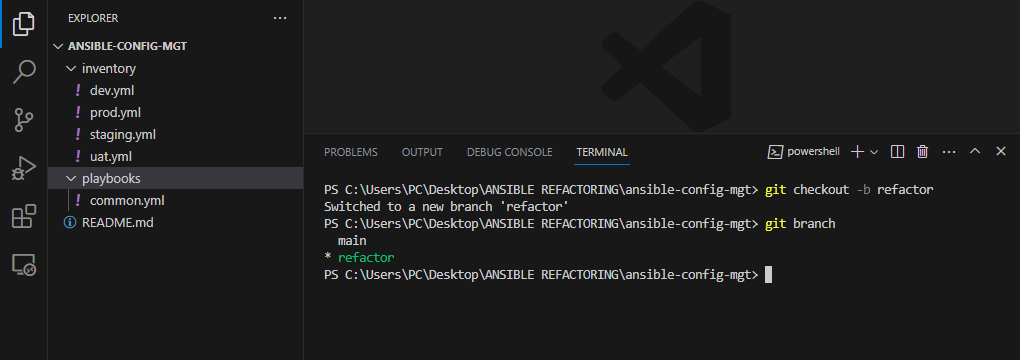 EXPLORER
ANSIBLE-CONFIG-MGT
inventory
! dev.yml
! prod.yml
! staging.yml
! uat.yml
playbooks
! common.yml
README.md
PROBLEMS OUTPUT DEBUG CONSOLE TERMINAL powershell
PS C:\Users\PC\Desktop\ANSIBLE REFACTORING\ansible-config-mgt> git checkout -b refactor
Switched to a new branch 'refactor'
PS C:\Users\PC\Desktop\ANSIBLE REFACTORING\ansible-config-mgt> git branch
main
* refactor
PS C:\Users\PC\Desktop\ANSIBLE REFACTORING\ansible-config-mgt>